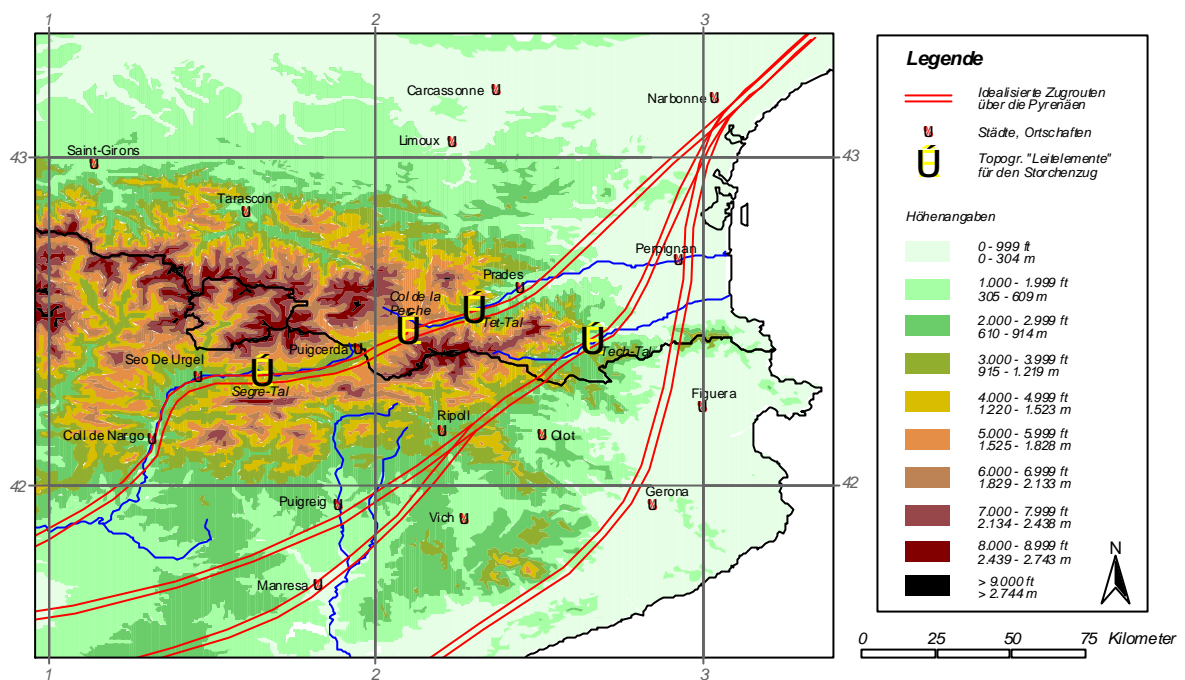 1
2
3
Carcassonne
Narbonne
Limoux
43
43
Saint-Girons
Tarascon
Perpignan
Prades
Col de la
Perche
Tet-Tal
Puigcerda
Tech-Tal
Seo De Urgel
Segre-Tal
Figuera
Ripoll
Olot
Coll de Nargo
42
42
Puigreig
Gerona
Vich
Manresa
1
2
3
Legende
Idealisierte Zugrouten
über die Pyrenäen
Städte, Ortschaften
Ú
Topogr. "Leitelemente"
für den Storchenzug
Höhenangaben
0 - 999 ft
0 - 304 m
1.000 - 1.999 ft
305 - 609 m
2.000 - 2.999 ft
610 - 914 m
3.000 - 3.999 ft
915 - 1.219 m
4.000 - 4.999 ft
1.220 - 1.523 m
5.000 - 5.999 ft
1.525 - 1.828 m
6.000 - 6.999 ft
1.829 - 2.133 m
7.000 - 7.999 ft
2.134 - 2.438 m
8.000 - 8.999 ft
2.439 - 2.743 m
> 9.000 ft
> 2.744 m
N
0 25 50 75 Kilometer